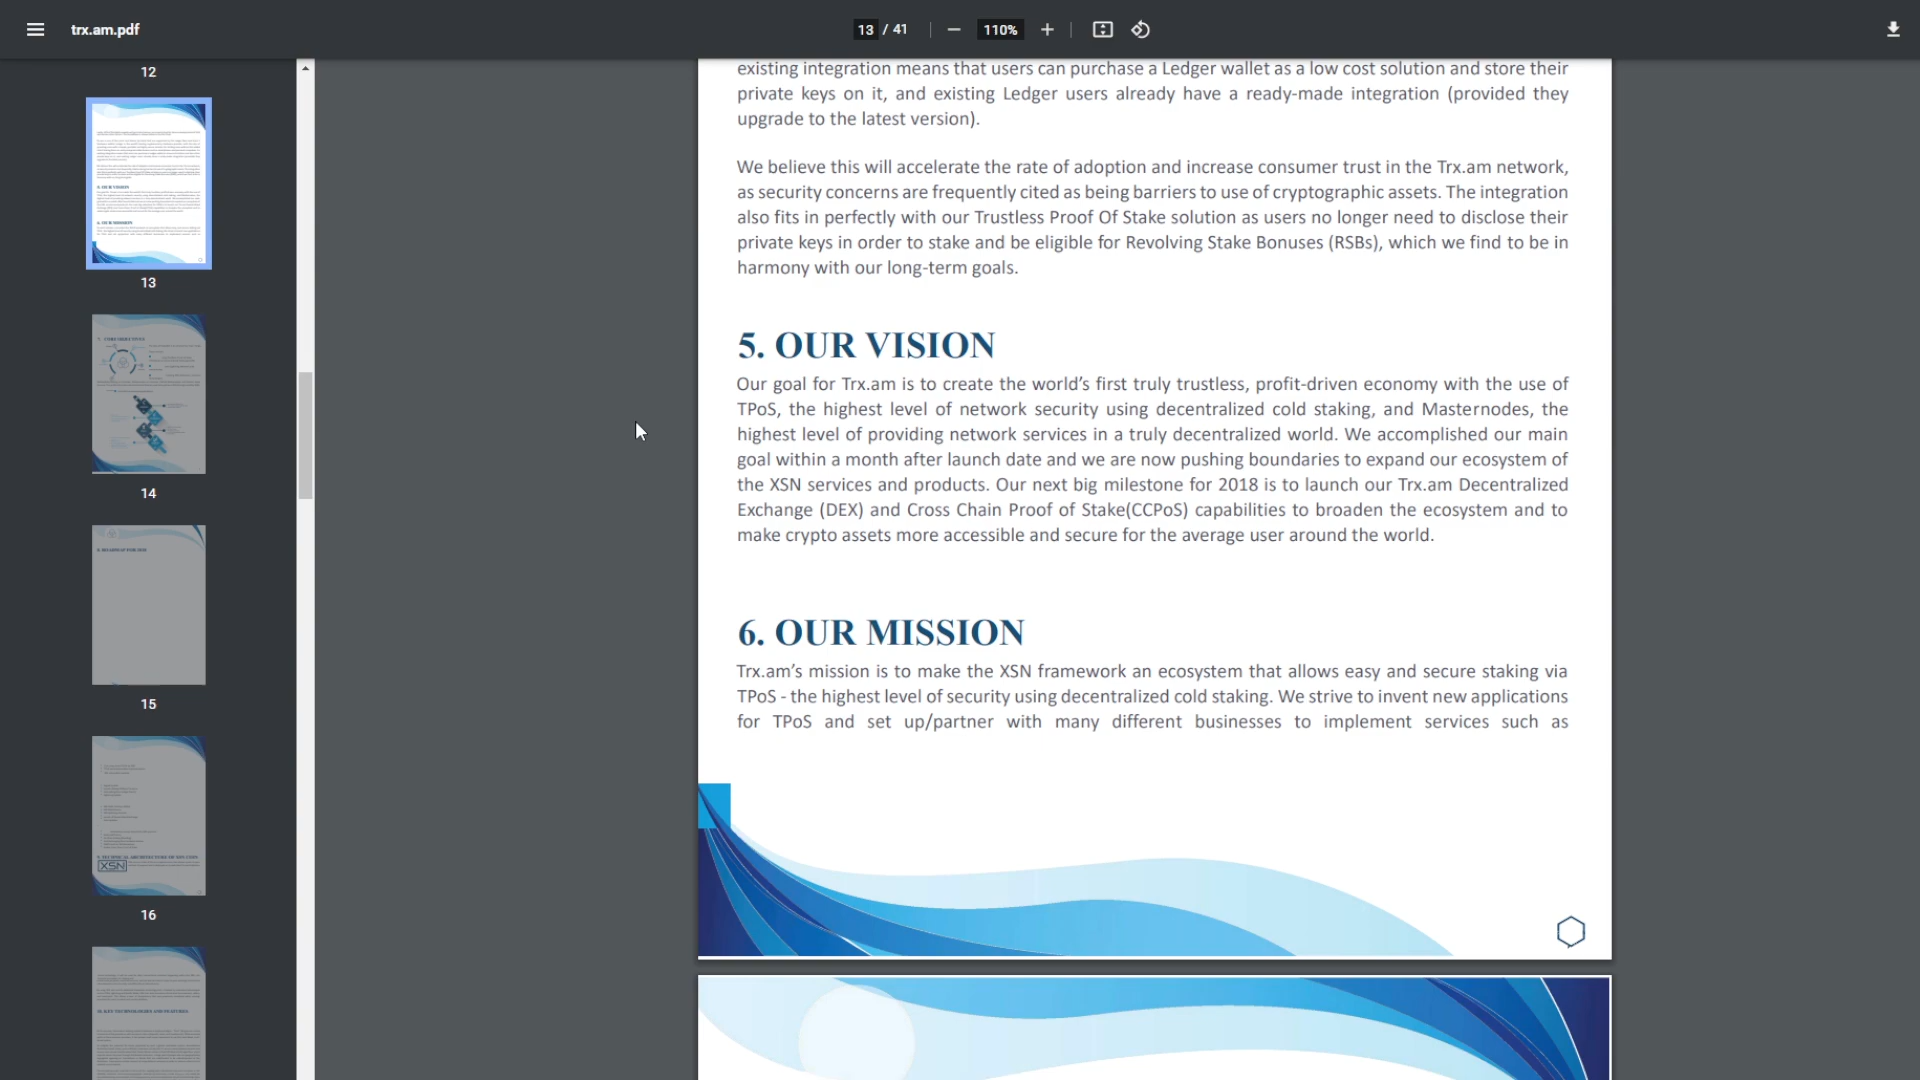 trx.am.pdf
13 / 41
110%
12
13
14
15
16
XSN
existing integration means that users can purchase a Ledger wallet as a low cost solution and store their
private keys on it, and existing Ledger users already have a ready-made integration (provided they
upgrade to the latest version).
We believe this will accelerate the rate of adoption and increase consumer trust in the Trx.am network,
as security concerns are frequently cited as being barriers to use of cryptographic assets. The integration
also fits in perfectly with our Trustless Proof Of Stake solution as users no longer need to disclose their
private keys in order to stake and be eligible for Revolving Stake Bonuses (RSBs), which we find to be in
harmony with our long-term goals.
5. OUR VISION
Our goal for Trx.am is to create the world’s first truly trustless, profit-driven economy with the use of
TPoS, the highest level of network security using decentralized cold staking, and Masternodes, the
highest level of providing network services in a truly decentralized world. We accomplished our main
goal within a month after launch date and we are now pushing boundaries to expand our ecosystem of
the XSN services and products. Our next big milestone for 2018 is to launch our Trx.am Decentralized
Exchange (DEX) and Cross Chain Proof of Stake(CCPoS) capabilities to broaden the ecosystem and to
make crypto assets more accessible and secure for the average user around the world.
6. OUR MISSION
Trx.am’s mission is to make the XSN framework an ecosystem that allows easy and secure staking via
TPoS - the highest level of security using decentralized cold staking. We strive to invent new applications
for TPoS and set up/partner with many different businesses to implement services such as